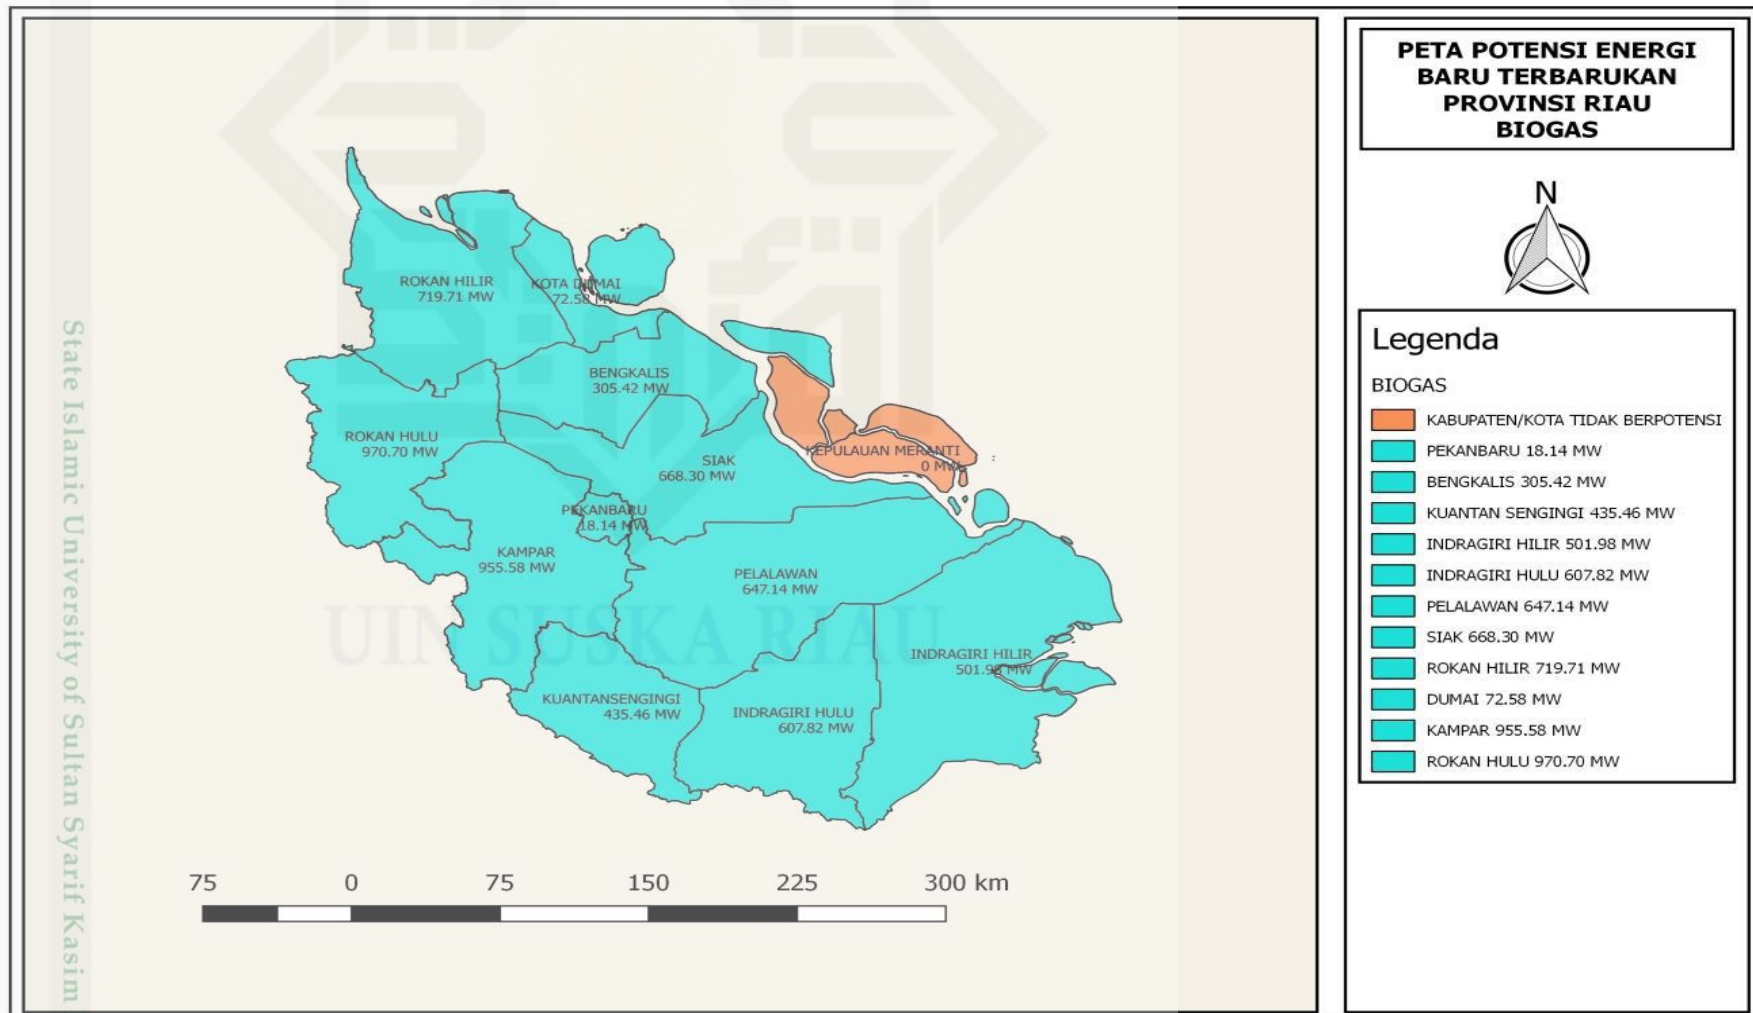 PETA POTENSI ENERGI
BARU TERBARUKAN
PROVINSI RIAU
BIOGAS
N
Legenda
BIOGAS
KABUPATEN/KOTA TIDAK BERPOTENSI
PEKANBARU 18.14 MW
BENGKALIS 305.42 MW
KUANTAN SENGINGI 435.46 MW
INDRAGIRI HILIR 501.98 MW
INDRAGIRI HULU 607.82 MW
PELALAWAN 647.14 MW
SIAK 668.30 MW
ROKAN HILIR 719.71 MW
DUMAI 72.58 MW
KAMPAR 955.58 MW
ROKAN HULU 970.70 MW
ROKAN HILIR
719.71 MW
KOTA DUMAI
72.58 MW
BENGKALIS
305.42 MW
ROKAN HULU
970.70 MW
SIAK
668.30 MW
KEPULAUAN MERANTI
0 MW
PEKANBARU
18.14 MW
KAMPAR
955.58 MW
PELALAWAN
647.14 MW
INDRAGIRI HILIR
501.98 MW
KUANTANSENGINGI
435.46 MW
INDRAGIRI HULU
607.82 MW
75 0 75 150 225 300 km
UIN SUSKA RIAU
State Islamic University of Sultan Syarif Kasim